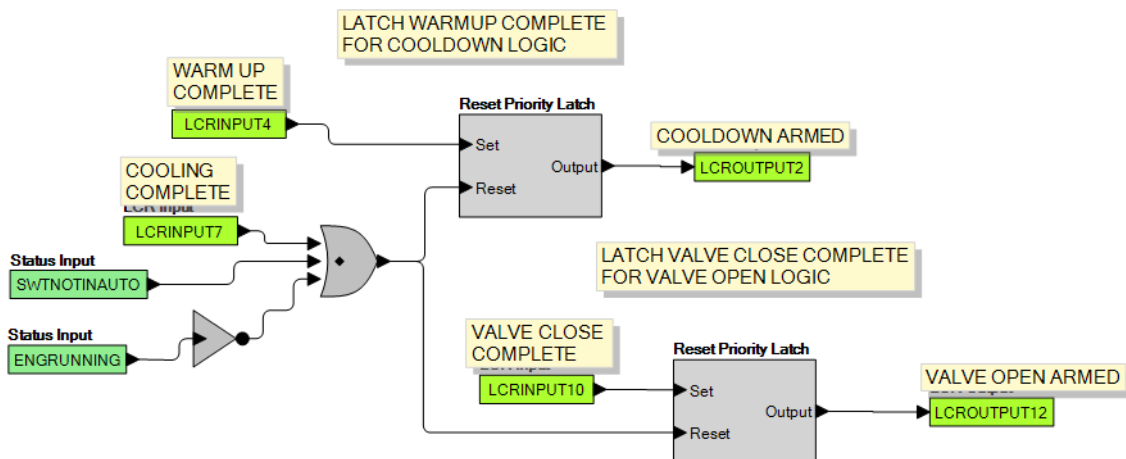 LATCH WARMUP COMPLETE
FOR COOLDOWN LOGIC
WARM UP
COMPLETE
LCRINPUT4
Reset Priority Latch
Set
Output
Reset
COOLDOWN ARMED
LCROUTPUT2
COOLING
COMPLETE
LCR Input
LCRINPUT7
Status Input
SWTNOTINAUTO
Status Input
ENGRUNNING
LATCH VALVE CLOSE COMPLETE
FOR VALVE OPEN LOGIC
VALVE CLOSE
COMPLETE
LCRINPUT10
Reset Priority Latch
Set
Output
Reset
VALVE OPEN ARMED
LCROUTPUT12